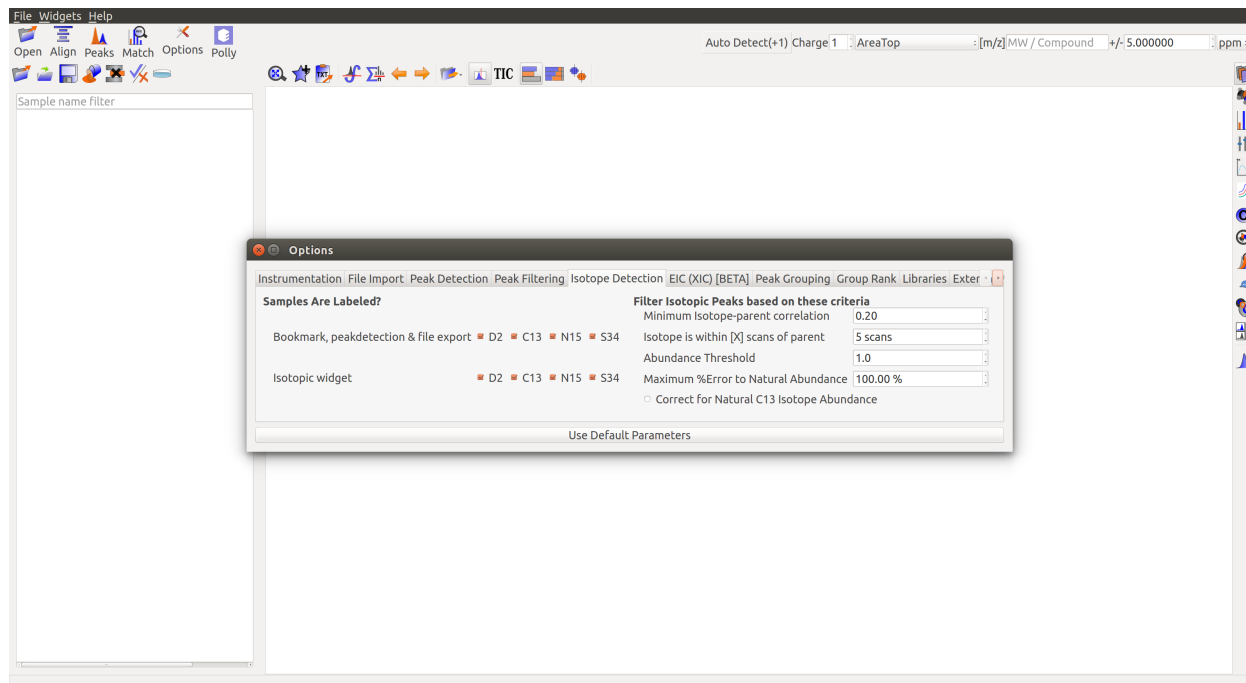 File Widgets Help
Open Align Peaks Match Options Polly
Auto Detect(+1) Charge 1 AreaTop [m/z] MW / Compound +/- 5.000000 ppm
TIC
Sample name filter
Options
Instrumentation File Import Peak Detection Peak Filtering Isotope Detection EIC (XIC) [BETA] Peak Grouping Group Rank Libraries Exter
Samples Are Labeled?
Bookmark, peakdetection & file export D2 C13 N15 S34
Isotopic widget D2 C13 N15 S34
Filter Isotopic Peaks based on these criteria
Minimum Isotope-parent correlation 0.20
Isotope is within [X] scans of parent 5 scans
Abundance Threshold 1.0
Maximum %Error to Natural Abundance 100.00 %
Correct for Natural C13 Isotope Abundance
Use Default Parameters